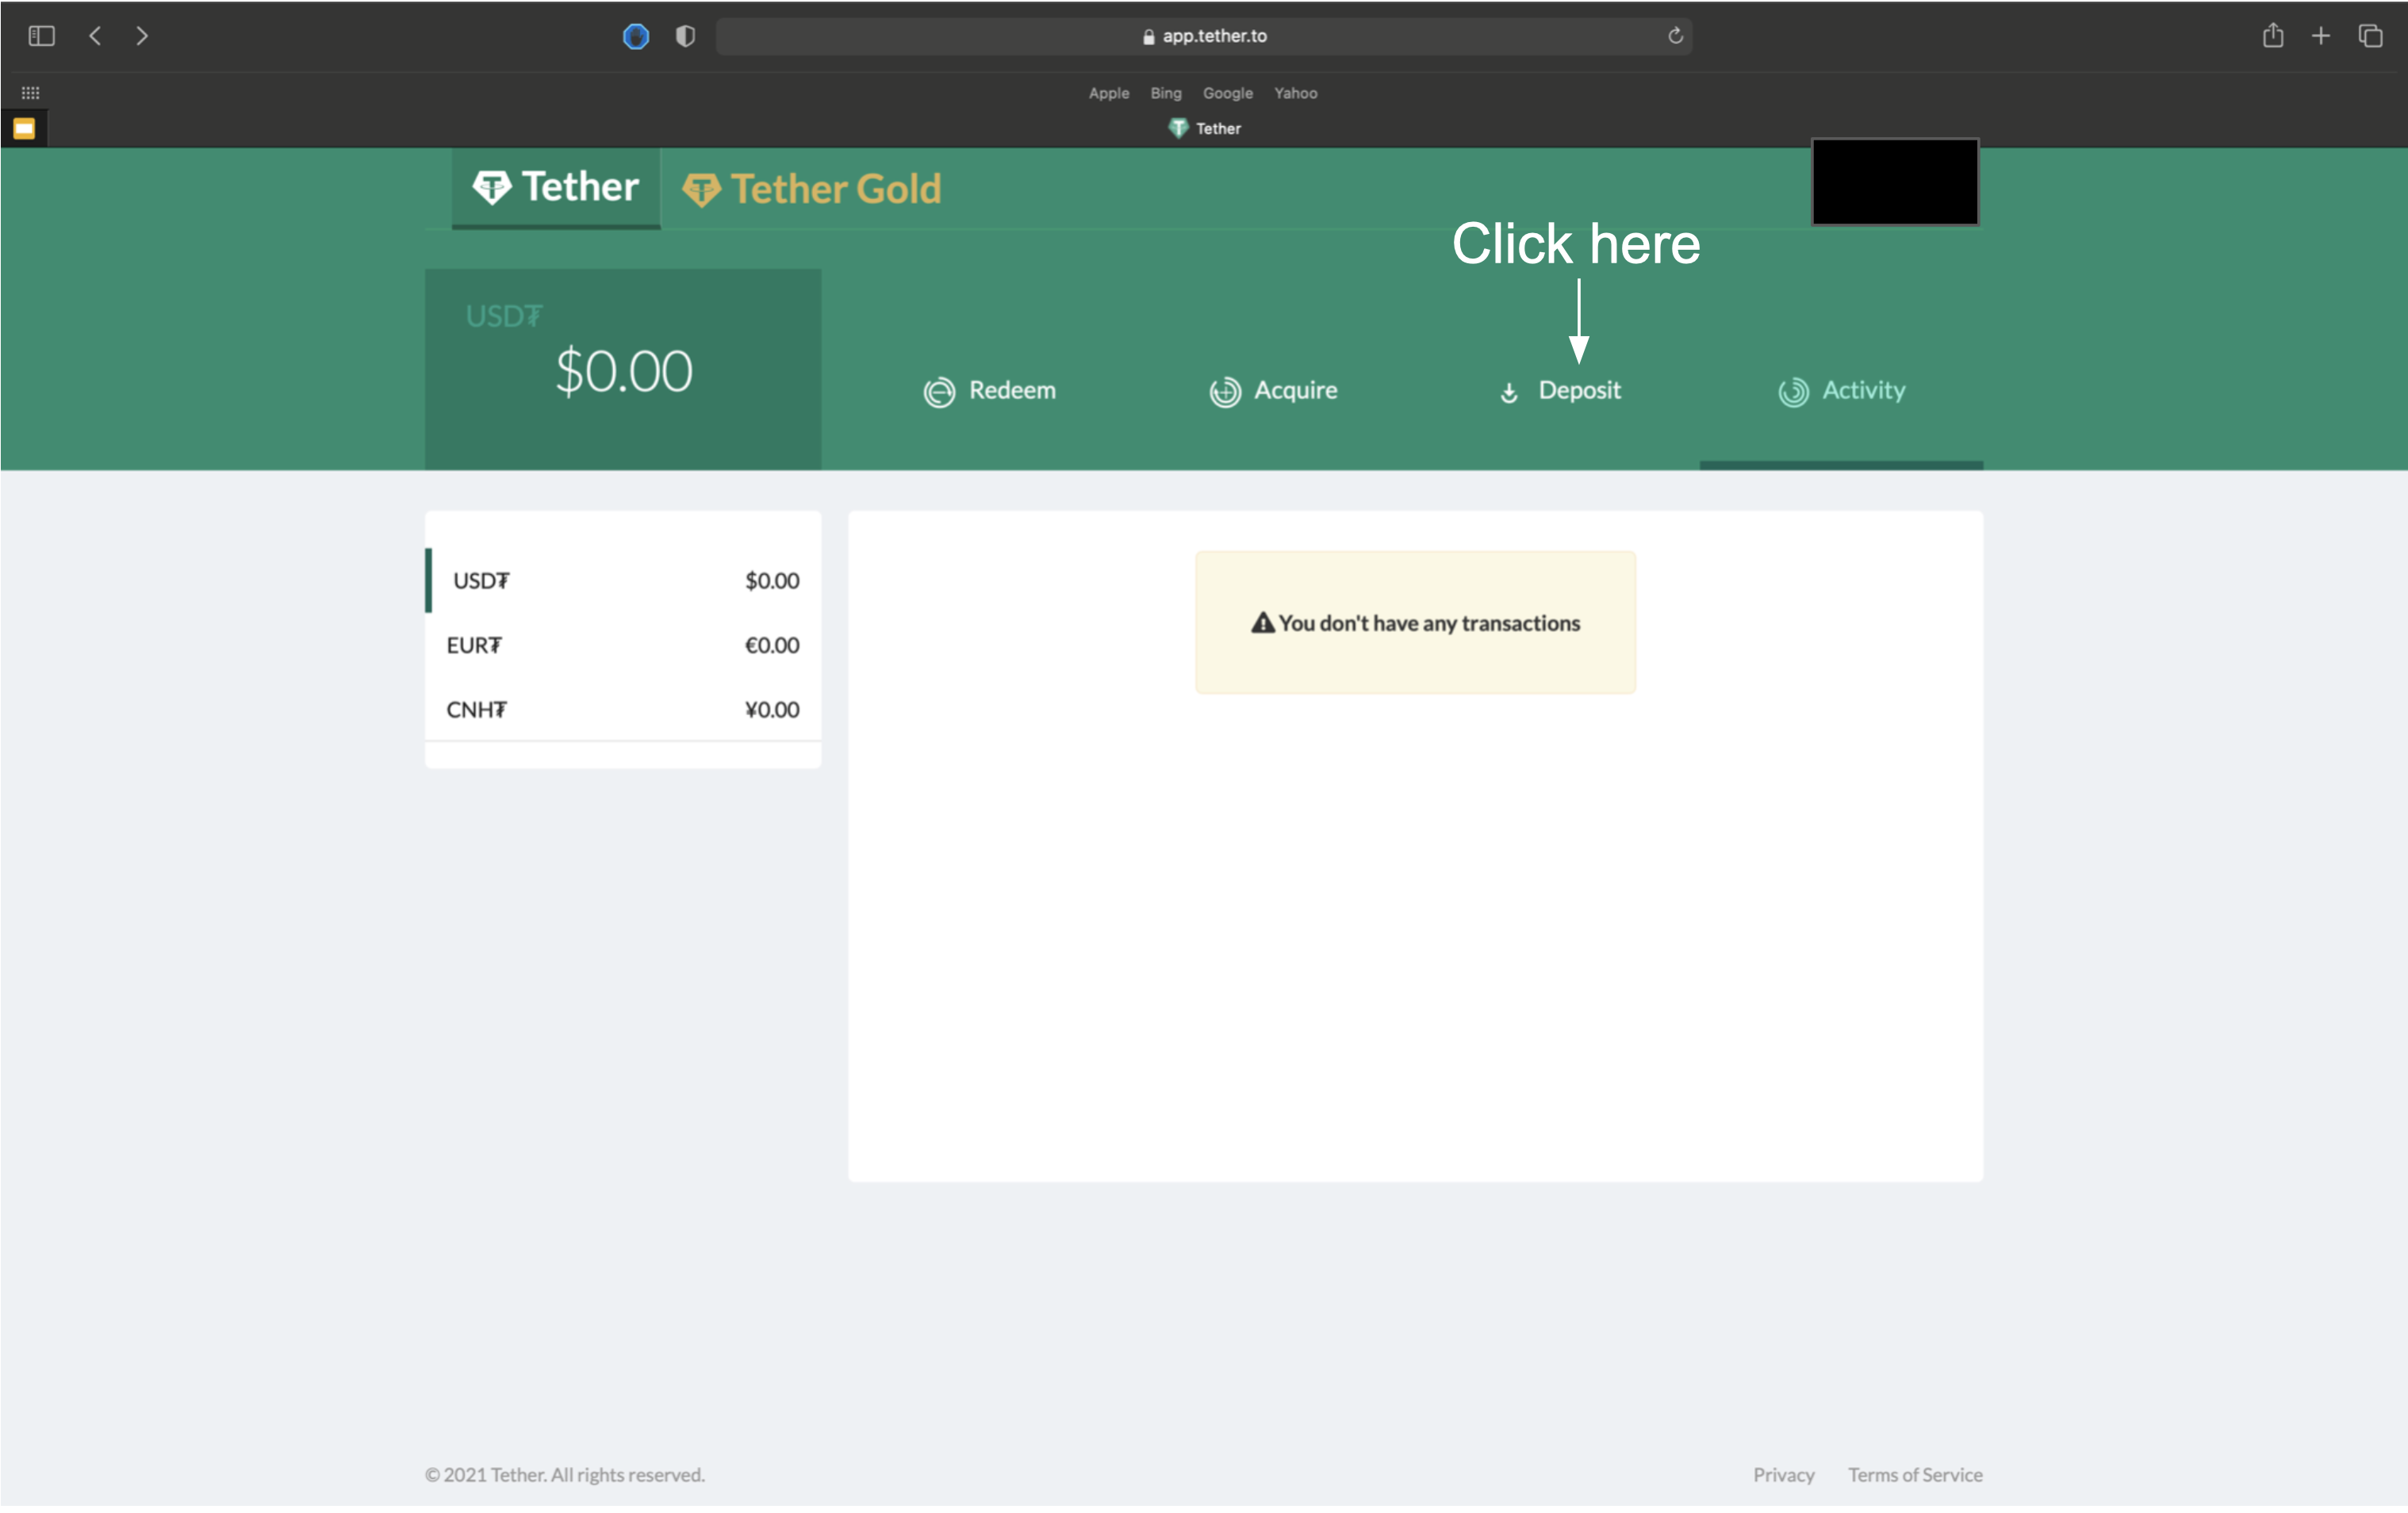 app.tether.to
Apple Bing Google Yahoo
Tether
Tether Tether Gold
Click here
USD₮
$0.00
Redeem Acquire Deposit Activity
USD₮ $0.00
EUR₮ €0.00
CNH₮ ¥0.00
You don't have any transactions
© 2021 Tether. All rights reserved. Privacy Terms of Service